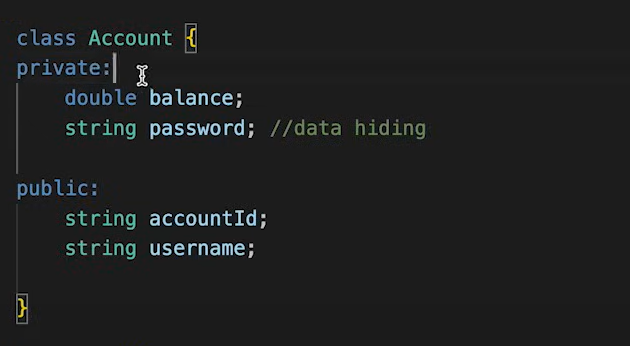 class Account {
private:
    double balance;
    string password; //data hiding
public:
    string accountId;
    string username;
}